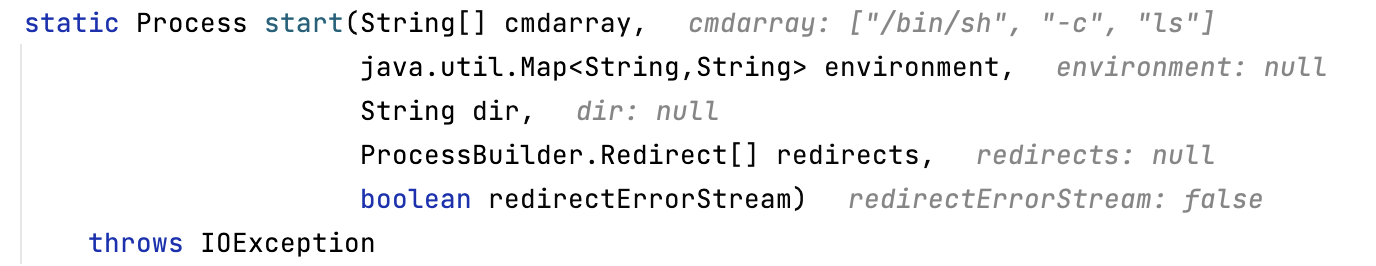 static Process start(String[] cmdarray,  cmdarray: ["/bin/sh", "-c", "ls"]
java.util.Map<String,String> environment,  environment: null
String dir,  dir: null
ProcessBuilder.Redirect[] redirects,  redirects: null
boolean redirectErrorStream)  redirectErrorStream: false
throws IOException